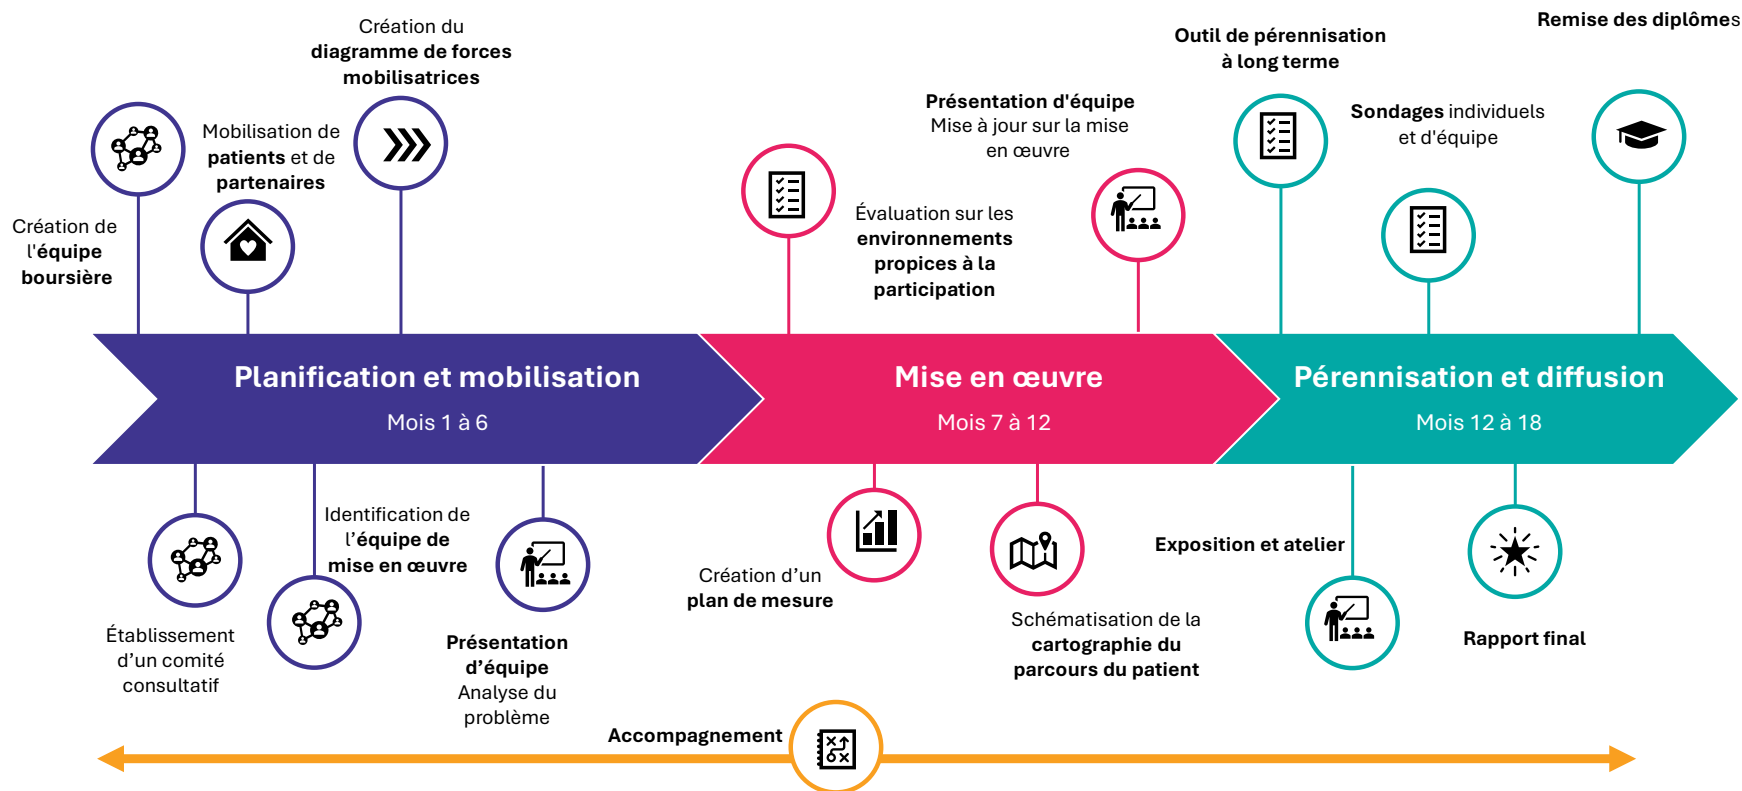 Création de
l'équipe
boursière
Mobilisation de
patients et de
partenaires
Création du
diagramme de forces
mobilisatrices
Évaluation sur les
environnements
propices à la
participation
Présentation d'équipe
Mise à jour sur la mise
en œuvre
Outil de pérennisation
à long terme
Sondages individuels
et d'équipe
Remise des diplômes
Planification et mobilisation
Mois 1 à 6
Mise en œuvre
Mois 7 à 12
Pérennisation et diffusion
Mois 12 à 18
Établissement
d’un comité
consultatif
Identification de
l’équipe de
mise en œuvre
Présentation
d’équipe
Analyse du
problème
Création d’un
plan de mesure
Schématisation de la
cartographie du
parcours du patient
Exposition et atelier
Rapport final
Accompagnement